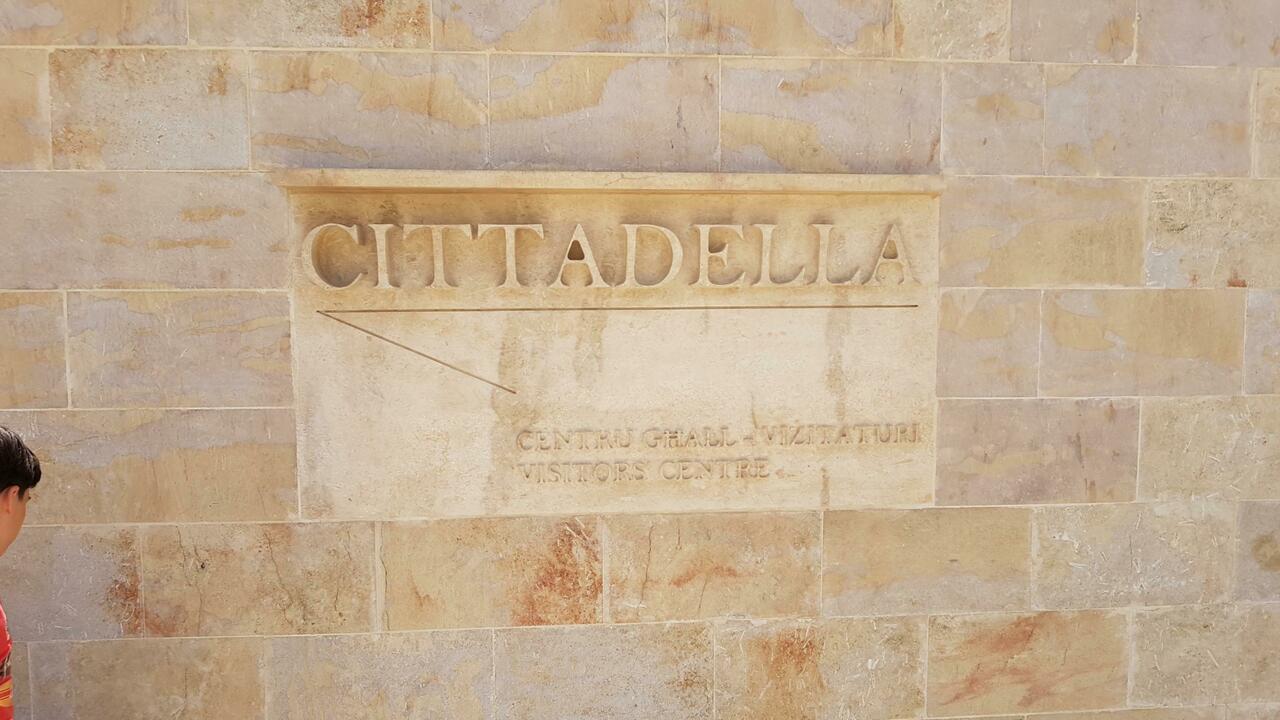 CITTADELLA
CENTRU GĦALL-VIŻITATURI
VISITORS CENTRE